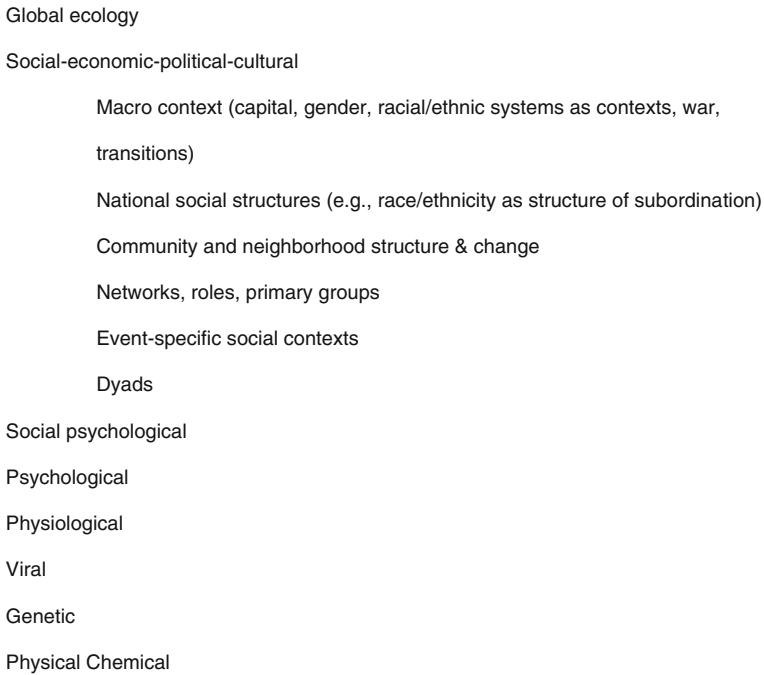 Global ecology
Social-economic-political-cultural
Macro context (capital, gender, racial/ethnic systems as contexts, war,
transitions)
National social structures (e.g., race/ethnicity as structure of subordination)
Community and neighborhood structure & change
Networks, roles, primary groups
Event-specific social contexts
Dyads
Social psychological
Psychological
Physiological
Viral
Genetic
Physical Chemical